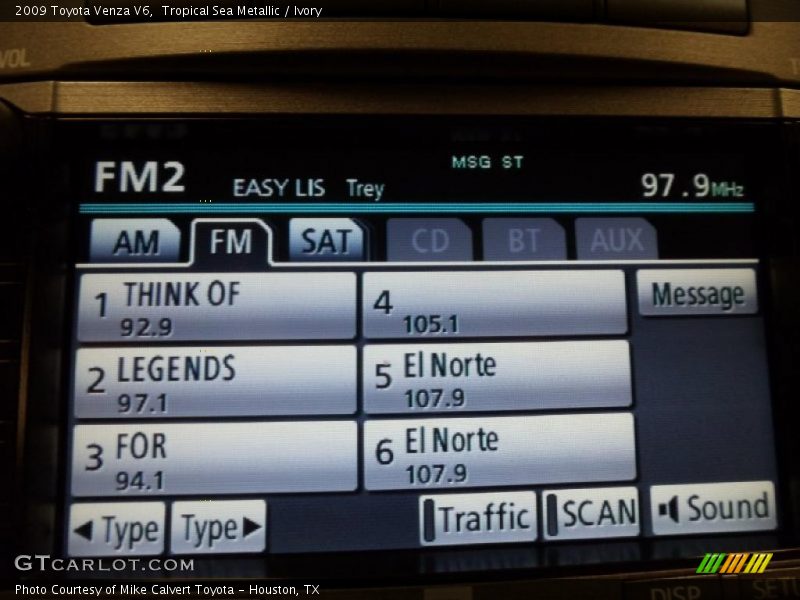 2009 Toyota Venza V6, Tropical Sea Metallic / Ivory
VOL
MSG ST
FM2 EASY LIS Trey 97.9MHz
AM FM SAT CD BT AUX
1 THINK OF
92.9
4
105.1
Message
2 LEGENDS
97.1
5 El Norte
107.9
3 FOR
94.1
6 El Norte
107.9
◀ Type Type ▶ Traffic SCAN Sound
GTCARLOT.COM
Photo Courtesy of Mike Calvert Toyota - Houston, TX
DISP SETU